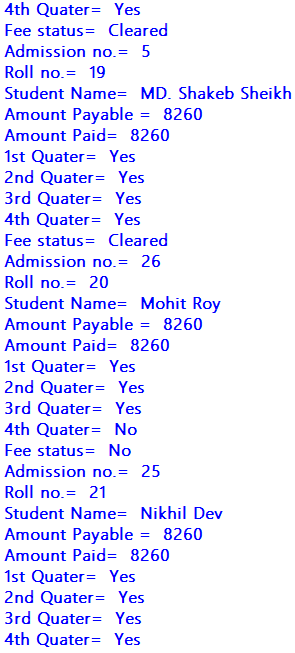 4th Quater=  Yes
Fee status=  Cleared
Admission no.=  5
Roll no.=  19
Student Name=  MD. Shakeb Sheikh
Amount Payable =  8260
Amount Paid=  8260
1st Quater=  Yes
2nd Quater=  Yes
3rd Quater=  Yes
4th Quater=  Yes
Fee status=  Cleared
Admission no.=  26
Roll no.=  20
Student Name=  Mohit Roy
Amount Payable =  8260
Amount Paid=  8260
1st Quater=  Yes
2nd Quater=  Yes
3rd Quater=  Yes
4th Quater=  No
Fee status=  No
Admission no.=  25
Roll no.=  21
Student Name=  Nikhil Dev
Amount Payable =  8260
Amount Paid=  8260
1st Quater=  Yes
2nd Quater=  Yes
3rd Quater=  Yes
4th Quater=  Yes